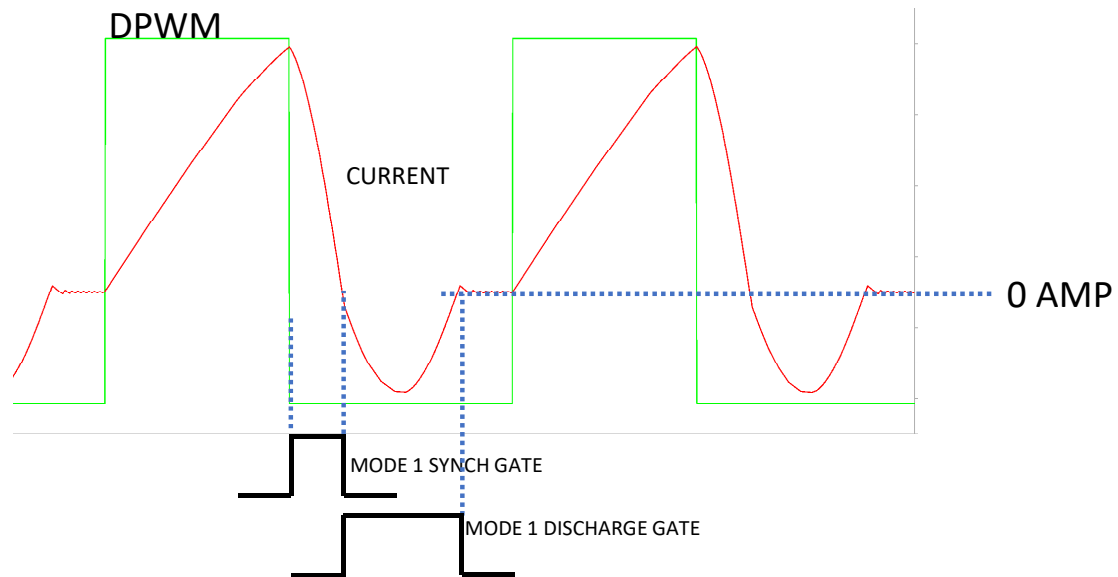 DPWM
CURRENT
0 AMP
MODE 1 SYNCH GATE
MODE 1 DISCHARGE GATE